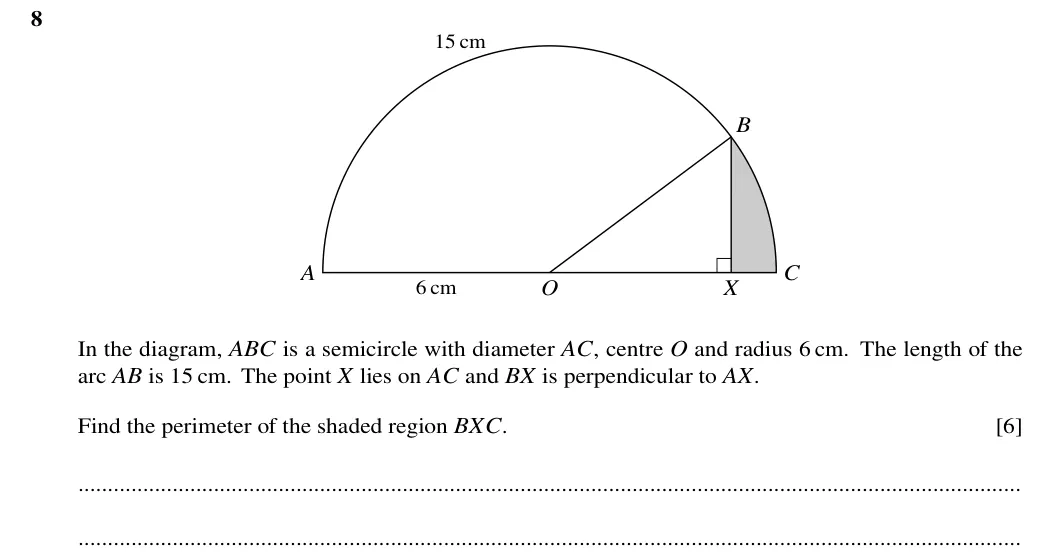 8
15 cm
B
A
6 cm
O
X
C
In the diagram, ABC is a semicircle with diameter AC, centre O and radius 6 cm. The length of the
arc AB is 15 cm. The point X lies on AC and BX is perpendicular to AX.
Find the perimeter of the shaded region BXC. [6]